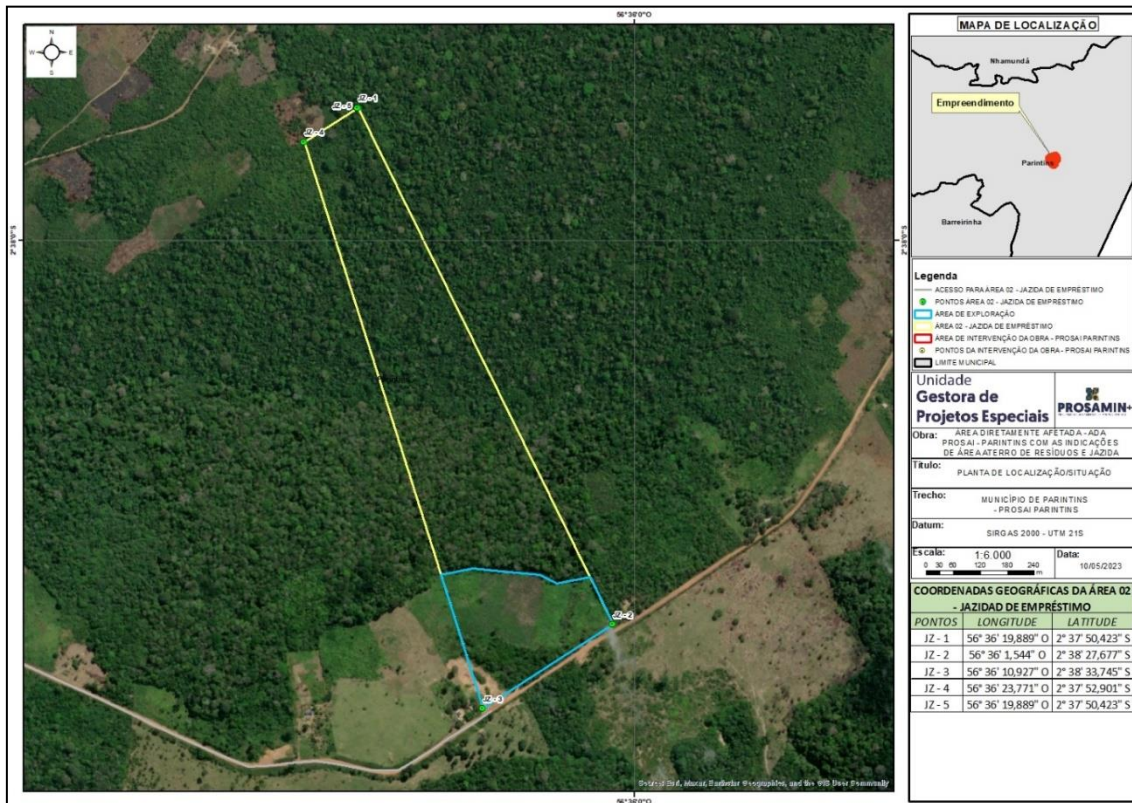 56°36'0"O
N
W
E
S
JZ - 5
JZ - 1
JZ - 4
2°38'0"S
2°38'0"S
JZ - 2
JZ - 3
56°36'0"O
MAPA DE LOCALIZAÇÃO
Nhamundá
Empreendimento
Parintins
Barreirinha
Legenda
ACESSO PARA ÁREA 02 - JAZIDA DE EMPRÉSTIMO
PONTOS ÁREA 02 - JAZIDA DE EMPRÉSTIMO
ÁREA DE EXPLORAÇÃO
ÁREA 02 - JAZIDA DE EMPRÉSTIMO
ÁREA DE INTERVENÇÃO DA OBRA - PROSAI PARINTINS
PONTOS DA INTERVENÇÃO DA OBRA - PROSAI PARINTINS
LIMITE MUNICIPAL
Unidade
Gestora de
Projetos Especiais
PROSAMIN+
Obra: ÁREA DIRETAMENTE AFETADA - ADA
PROSAI - PARINTINS COM AS INDICAÇÕES
DE ÁREA ATERRO DE RESÍDUOS E JAZIDA
Título:
PLANTA DE LOCALIZAÇÃO/SITUAÇÃO
Trecho:
MUNICÍPIO DE PARINTINS
- PROSAI PARINTINS
Datum:
SIRGAS 2000 - UTM 21S
Escala: 1:6.000
0 30 60 120 180 240 m
Data:
10/05/2023
COORDENADAS GEOGRÁFICAS DA ÁREA 02
- JAZIDAD DE EMPRÉSTIMO
PONTOS LONGITUDE LATITUDE
JZ - 1 56° 36' 19,889" O 2° 37' 50,423" S
JZ - 2 56° 36' 1,544" O 2° 38' 27,677" S
JZ - 3 56° 36' 10,927" O 2° 38' 33,745" S
JZ - 4 56° 36' 23,771" O 2° 37' 52,901" S
JZ - 5 56° 36' 19,889" O 2° 37' 50,423" S